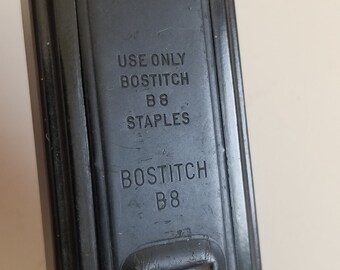 USE ONLY
BOSTITCH
B8
STAPLES
BOSTITCH
B8